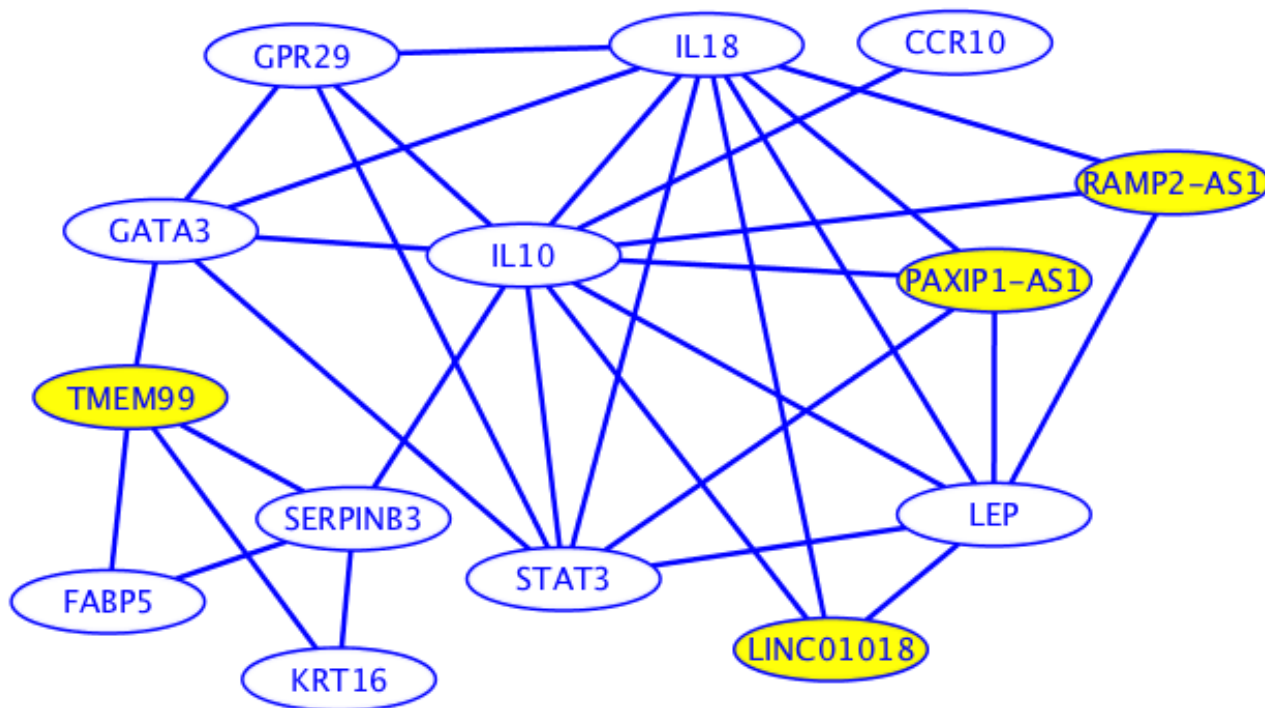 GPR29
IL18
CCR10
RAMP2-AS1
GATA3
IL10
PAXIP1-AS1
TMEM99
SERPINB3
LEP
FABP5
STAT3
LINC01018
KRT16